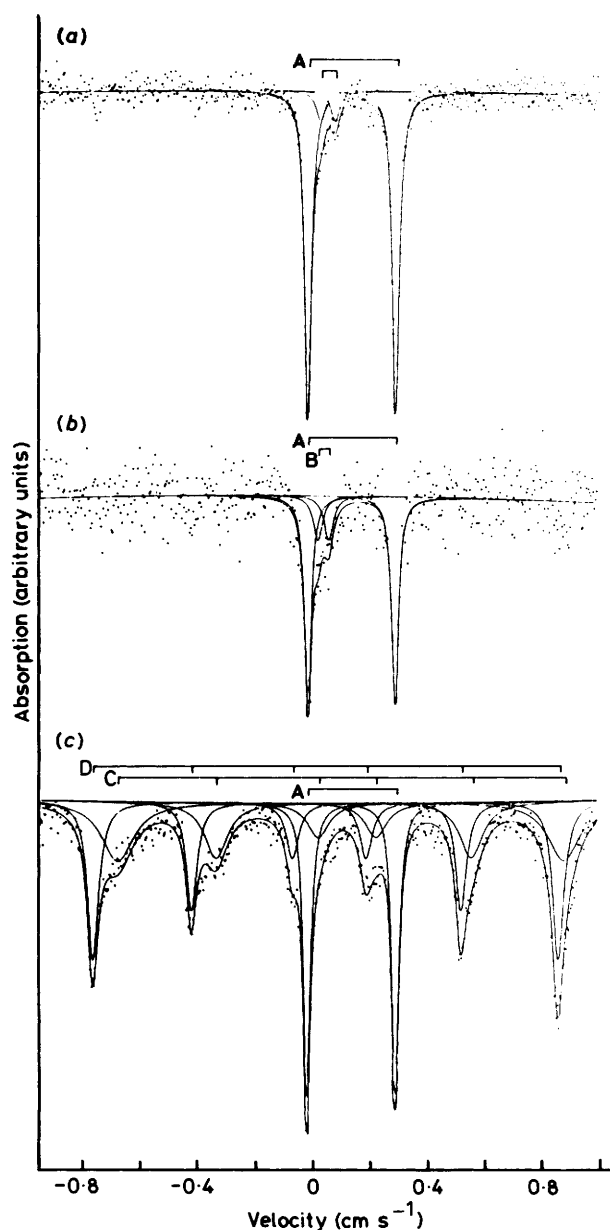 (a)
A
(b)
A
B
Absorption (arbitrary units)
(c)
D
C
A
-0.8 -0.4 0 0.4 0.8
Velocity (cm s⁻¹)